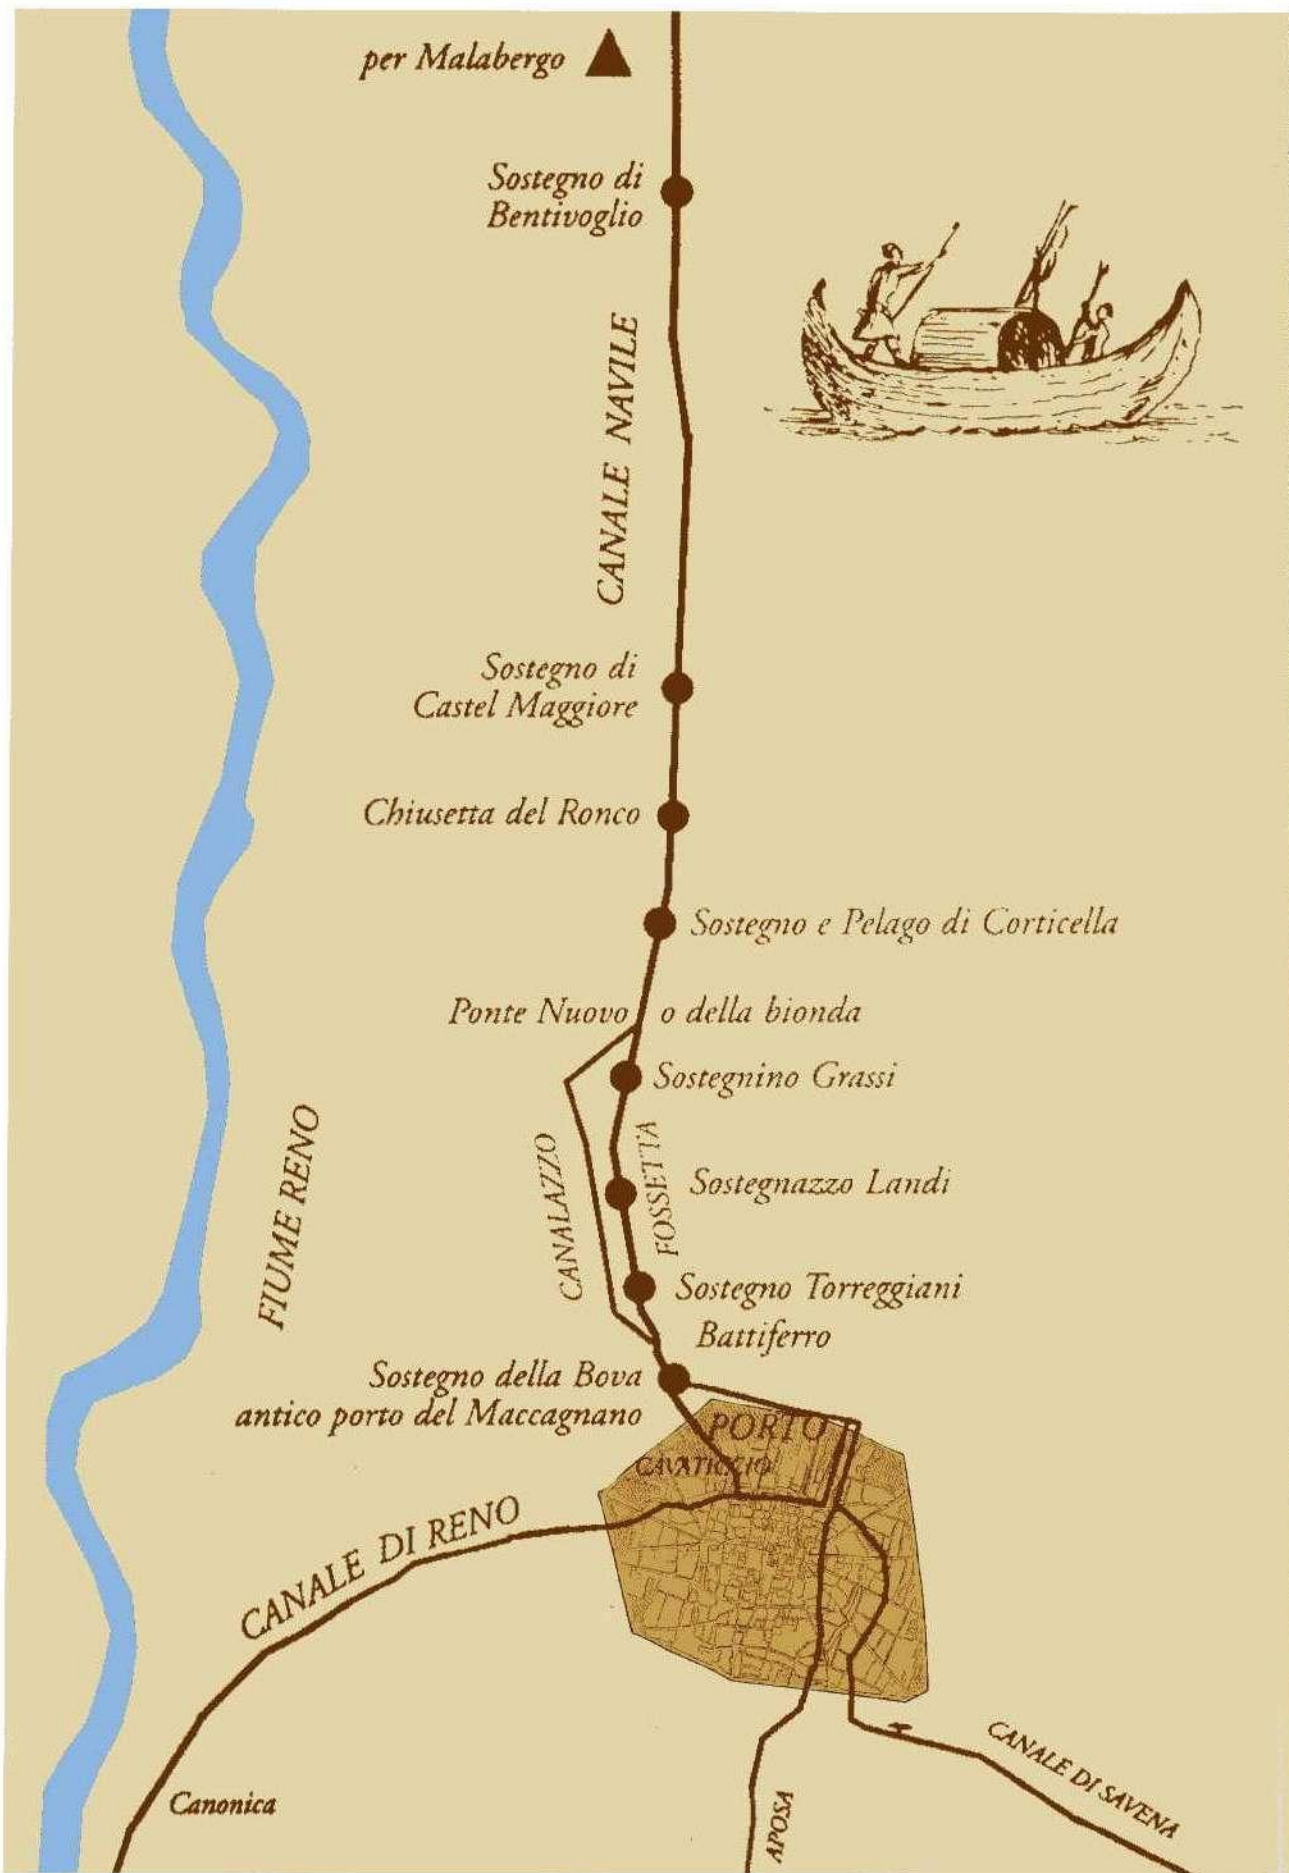 per Malabergo
Sostegno di
Bentivoglio
CANALE NAVILE
Sostegno di
Castel Maggiore
Chiusetta del Ronco
Sostegno e Pelago di Corticella
Ponte Nuovo o della bionda
Sostegnino Grassi
CANALAZZO
FOSSETTA
Sostegnazzo Landi
FIUME RENO
Sostegno Torreggiani
Battiferro
Sostegno della Bova
antico porto del Maccagnano
PORTO
CAVATICCIO
CANALE DI RENO
Canonica
APOSA
CANALE DI SAVENA